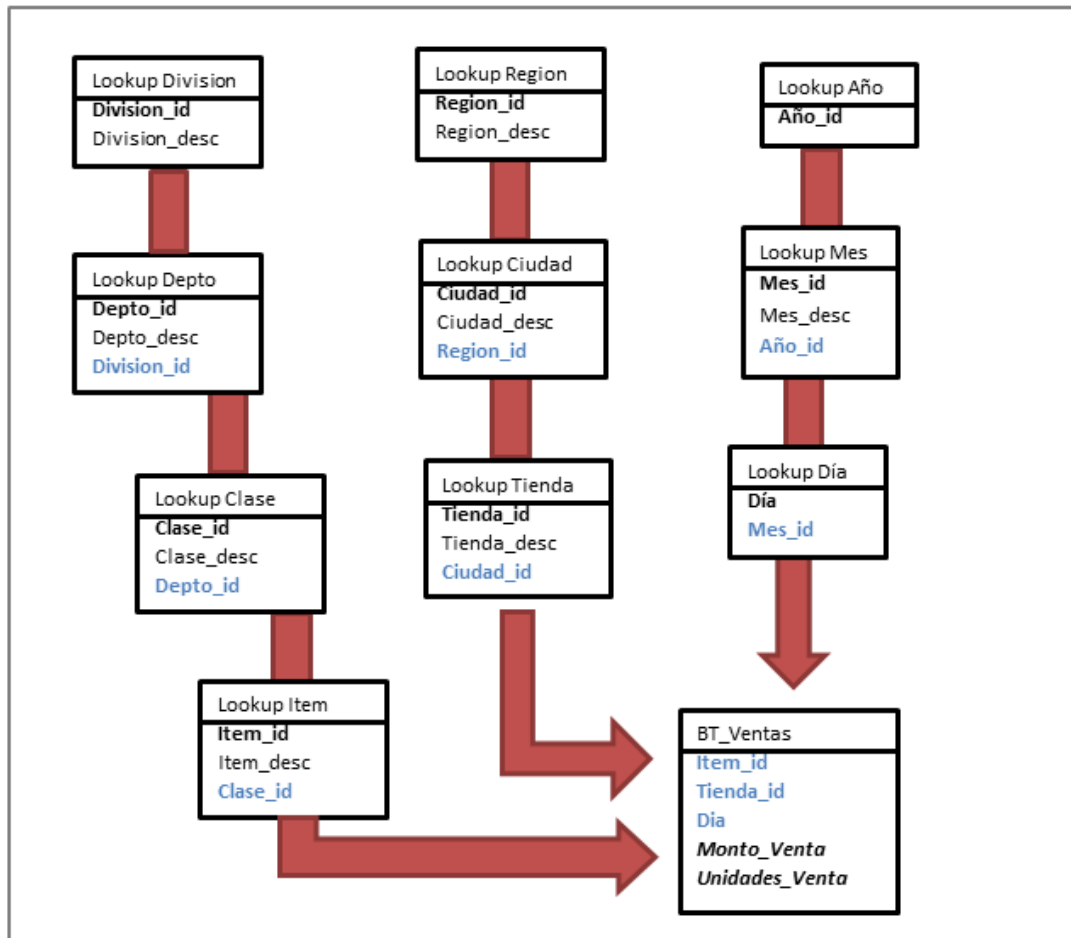 Lookup Division
Division_id
Division_desc
Lookup Depto
Depto_id
Depto_desc
Division_id
Lookup Clase
Clase_id
Clase_desc
Depto_id
Lookup Item
Item_id
Item_desc
Clase_id
Lookup Region
Region_id
Region_desc
Lookup Ciudad
Ciudad_id
Ciudad_desc
Region_id
Lookup Tienda
Tienda_id
Tienda_desc
Ciudad_id
Lookup Año
Año_id
Lookup Mes
Mes_id
Mes_desc
Año_id
Lookup Día
Día
Mes_id
BT_Ventas
Item_id
Tienda_id
Dia
Monto_Venta
Unidades_Venta